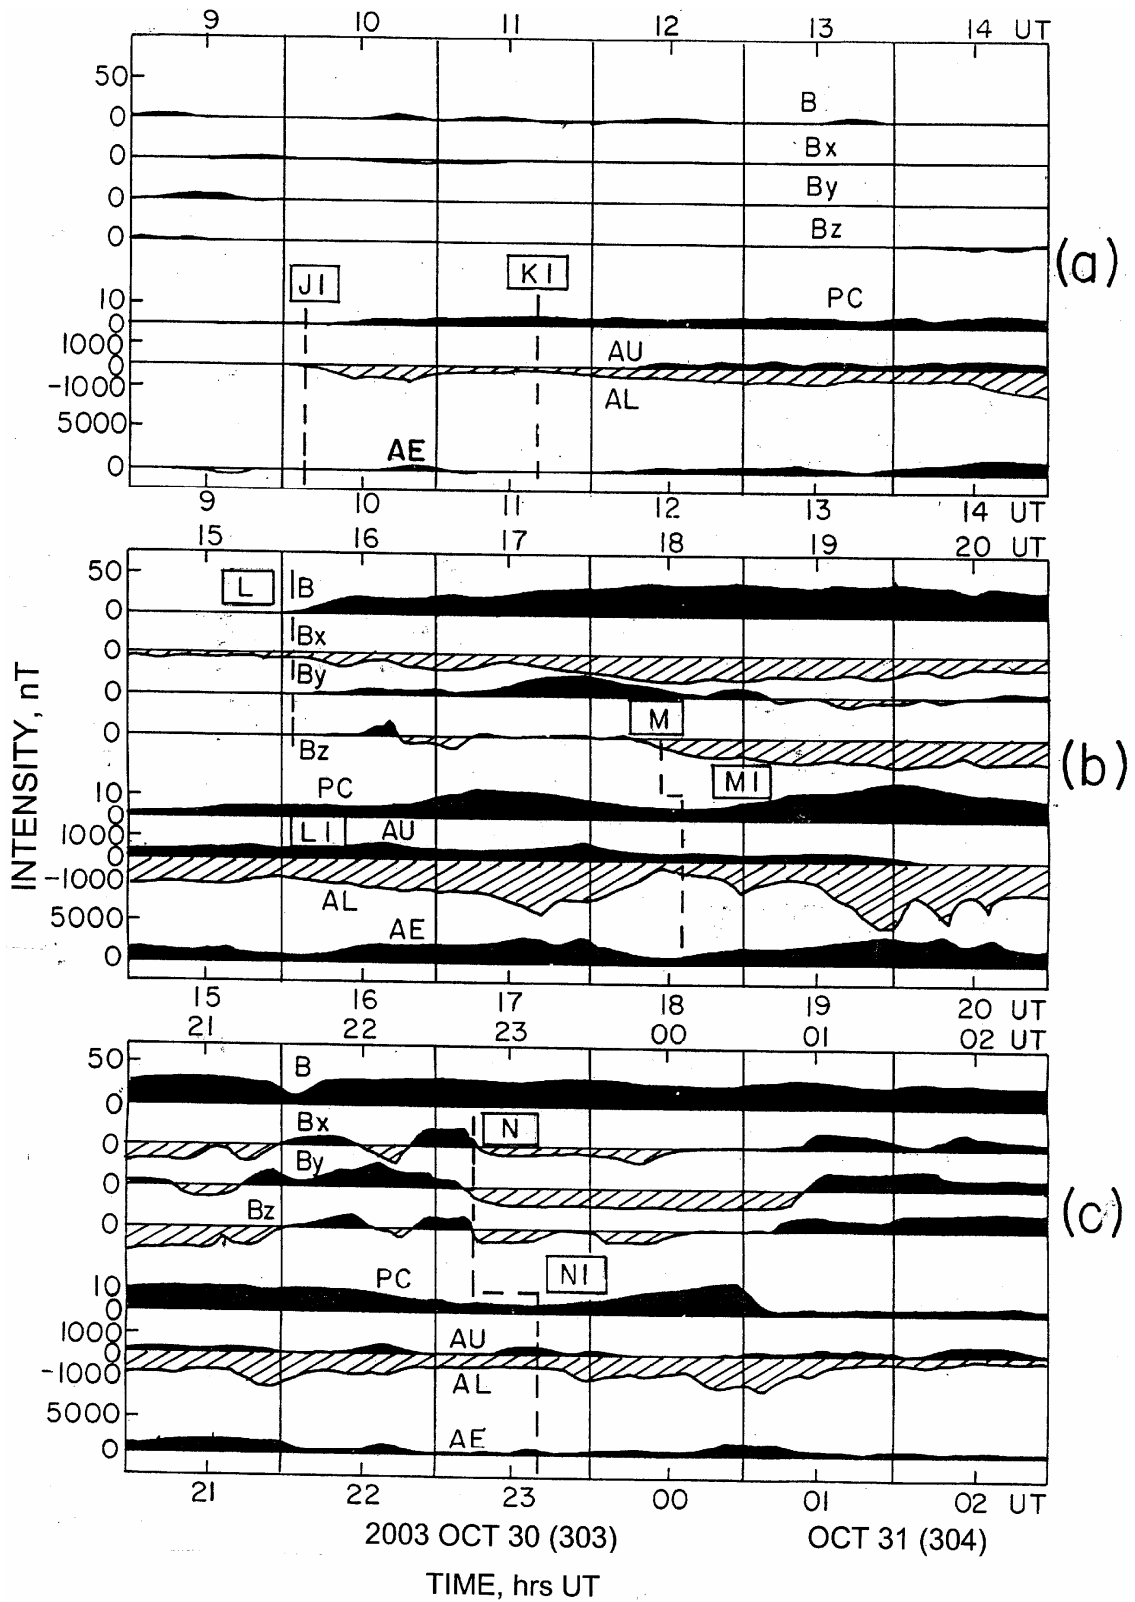 9 10 11 12 13 14 UT
50
0 B
0 Bx
0 By
0 Bz
(a)
JI KI
10 PC
0
1000 AU
0
-1000 AL
5000
0 AE
9 10 11 12 13 14 UT
15 16 17 18 19 20 UT
50 L B
0
0 Bx
By
0
M
0 Bz
(b)
MI
10 PC
0
1000 LI AU
0
-1000 AL
5000
0 AE
15 16 17 18 19 20 UT
21 22 23 00 01 02 UT
50 B
0
0 Bx N
0 By
0 Bz
(c)
NI
10 PC
0
1000 AU
0
-1000 AL
5000
0 AE
21 22 23 00 01 02 UT
2003 OCT 30 (303) OCT 31 (304)
TIME, hrs UT
INTENSITY, nT